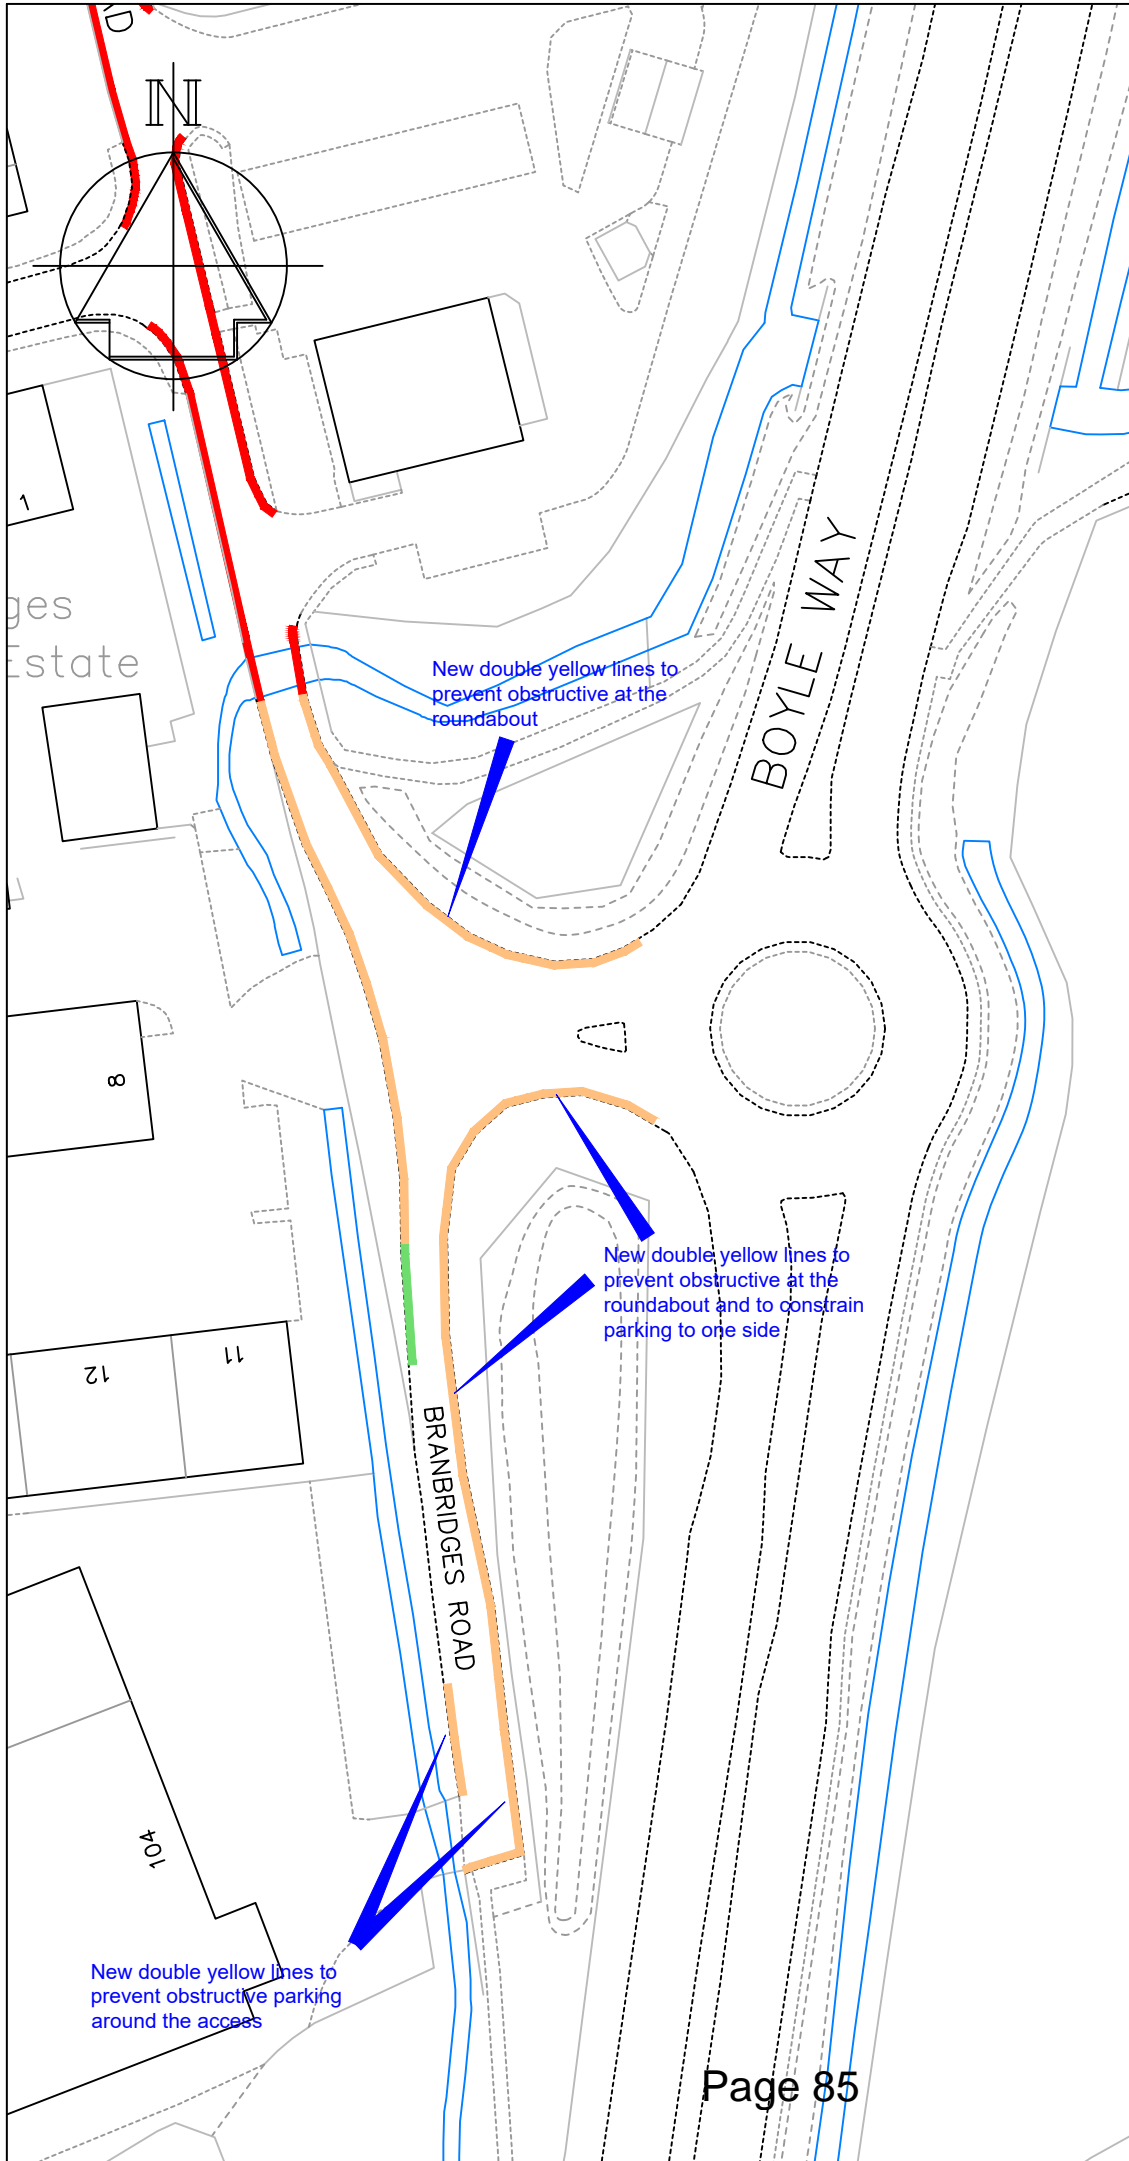 N
1
ges
Estate
New double yellow lines to
prevent obstructive at the
roundabout
BOYLE WAY
8
New double yellow lines to
prevent obstructive at the
roundabout and to constrain
parking to one side
12
11
BRANBRIDGES ROAD
104
New double yellow lines to
prevent obstructive parking
around the access
Page 85